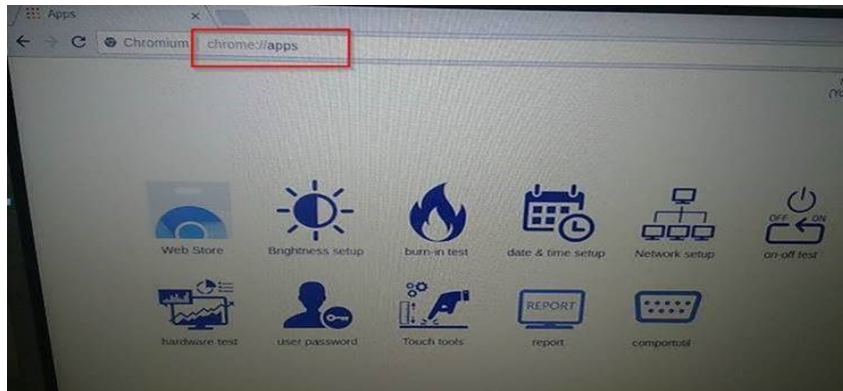 Apps
Chromium chrome://apps
OFF ON
Web Store Brightness setup burn-in test date & time setup Network setup on-off test
REPORT
hardware test user password Touch tools report comportutil